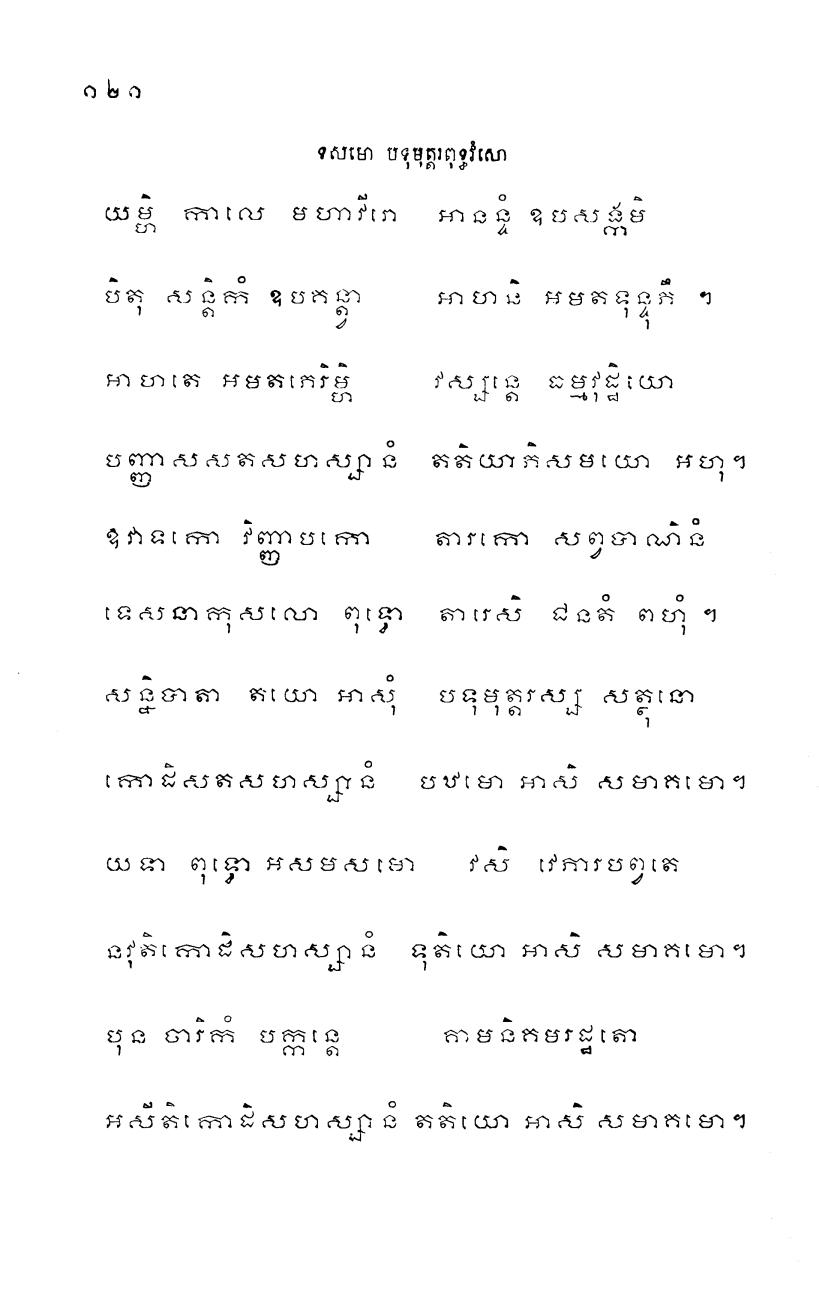 ១២១
ទសមោ បទុមុត្តរពុទ្ធវំសោ
យម្ហិ កាលេ មហាវីរោ អានន្ទំ ឧបសង្កមិ
បិតុ សន្តិកំ ឧបគន្ត្វា អាហនិ អមតទុន្ទុភឹ ។
អាហតេ អមតភេរិម្ហិ វស្សន្តេ ធម្មវុដ្ឋិយោ
បញ្ញាសសតសហស្សានំ តតិយាភិសមយោ អហុ។
ឱវាទកោ វិញ្ញាបកោ តារកោ សព្វបាណិនំ
ទេសនាកុសលោ ពុទ្ធោ តារេសិ ជនតំ ពហុំ ។
សន្និបាតា តយោ អាសុំ បទុមុត្តរស្ស សត្ថុនោ
កោដិសតសហស្សានំ បឋមោ អាសិ សមាគមោ។
យទា ពុទ្ធោ អសមសមោ វសិ វេភារបព្វតេ
នវុតិកោដិសហស្សានំ ទុតិយោ អាសិ សមាគមោ។
បុន ចារិកំ បក្កន្តេ គាមនិគមរដ្ឋតោ
អសីតិកោដិសហស្សានំ តតិយោ អាសិ សមាគមោ។